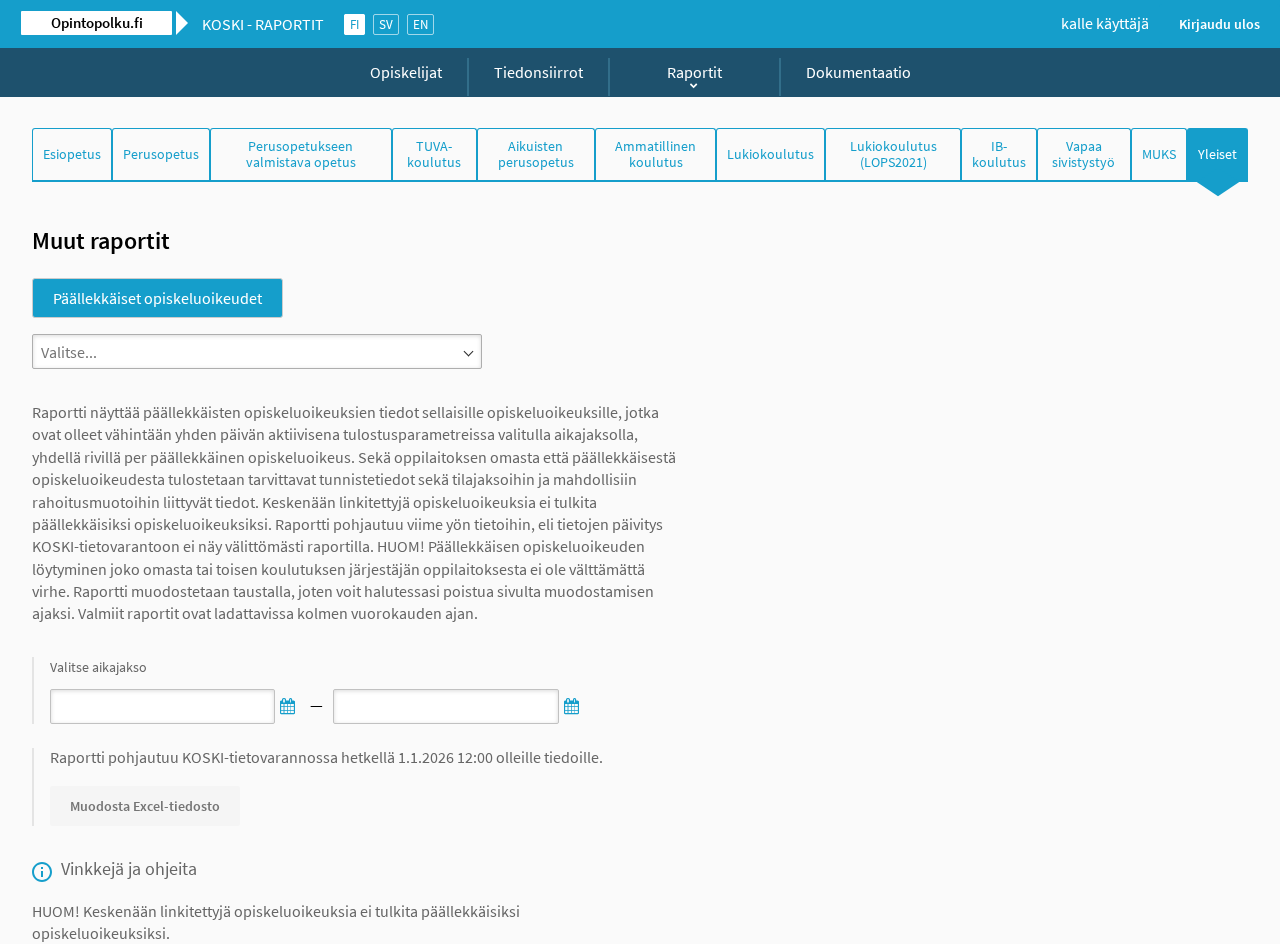 Opintopolku.fi
KOSKI - RAPORTIT
FI SV EN
kalle käyttäjä
Kirjaudu ulos
Opiskelijat
Tiedonsiirrot
Raportit
Dokumentaatio
Esiopetus
Perusopetus
Perusopetukseen
valmistava opetus
TUVA-
koulutus
Aikuisten
perusopetus
Ammatillinen
koulutus
Lukiokoulutus
Lukiokoulutus
(LOPS2021)
IB-
koulutus
Vapaa
sivistystyö
MUKS
Yleiset
Muut raportit
Päällekkäiset opiskeluoikeudet
Valitse...
Raportti näyttää päällekkäisten opiskeluoikeuksien tiedot sellaisille opiskeluoikeuksille, jotka
ovat olleet vähintään yhden päivän aktiivisena tulostusparametreissa valitulla aikajaksolla,
yhdellä rivillä per päällekkäinen opiskeluoikeus. Sekä oppilaitoksen omasta että päällekkäisestä
opiskeluoikeudesta tulostetaan tarvittavat tunnistetiedot sekä tilajaksoihin ja mahdollisiin
rahoitusmuotoihin liittyvät tiedot. Keskenään linkitettyjä opiskeluoikeuksia ei tulkita
päällekkäisiksi opiskeluoikeuksiksi. Raportti pohjautuu viime yön tietoihin, eli tietojen päivitys
KOSKI-tietovarantoon ei näy välittömästi raportilla. HUOM! Päällekkäisen opiskeluoikeuden
löytyminen joko omasta tai toisen koulutuksen järjestäjän oppilaitoksesta ei ole välttämättä
virhe. Raportti muodostetaan taustalla, joten voit halutessasi poistua sivulta muodostamisen
ajaksi. Valmiit raportit ovat ladattavissa kolmen vuorokauden ajan.
Valitse aikajakso
—
Raportti pohjautuu KOSKI-tietovarannossa hetkellä 1.1.2026 12:00 olleille tiedoille.
Muodosta Excel-tiedosto
Vinkkejä ja ohjeita
HUOM! Keskenään linkitettyjä opiskeluoikeuksia ei tulkita päällekkäisiksi
opiskeluoikeuksiksi.